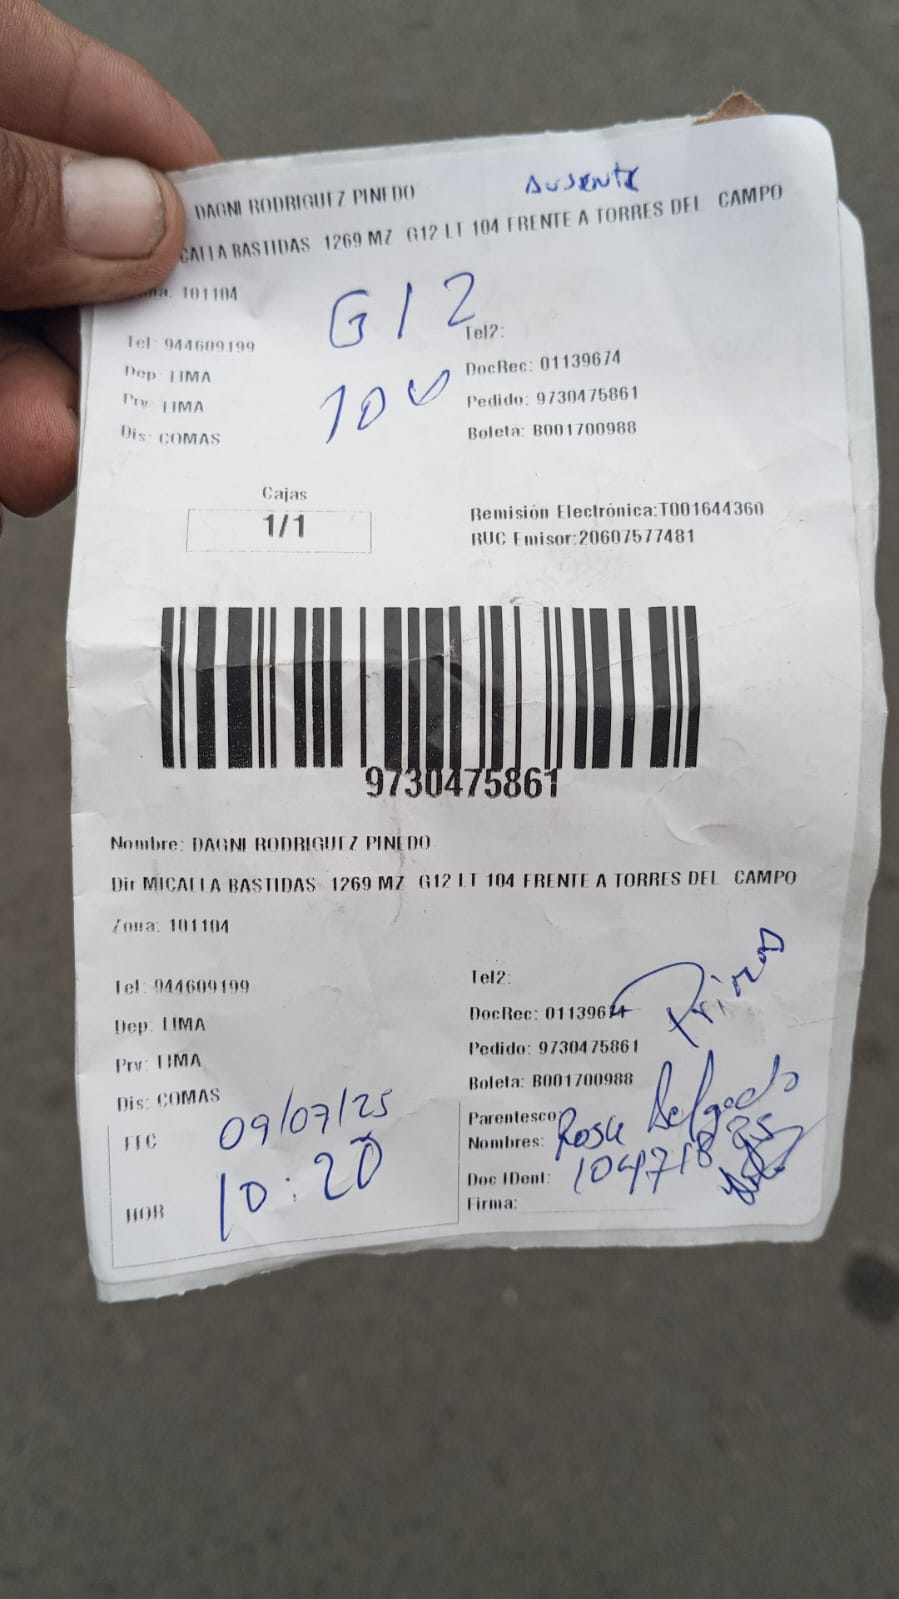 DAGNI RODRIGUEZ PINEDO
Ausente
CAELA BASTIDAS 1269 MZ G12 LT 104 FRENTE A TORRES DEL CAMPO
101104
G12
Tel: 944609199
Tel2:
Dep: LIMA
DocRec: 01139674
Prv: LIMA
104
Pedido: 9730475861
Dis: COMAS
Boleta: B001700988
Cajas
1/1
Remisión Electrónica:T001644360
RUC Emisor:20607577481
9730475861
Nombre: DAGNI RODRIGUEZ PINEDO
Dir MICAELA BASTIDAS 1269 MZ G12 LT 104 FRENTE A TORRES DEL CAMPO
Zona: 101104
Tel: 944609199
Tel2:
Dep: LIMA
DocRec: 01139674
Prv: LIMA
Pedido: 9730475861
Dis: COMAS
Boleta: B001700988
FEC 09/07/25
Parentesco:
Nombres: Rosa Delgado
HOR 10:20
Doc IDent:
Firma: